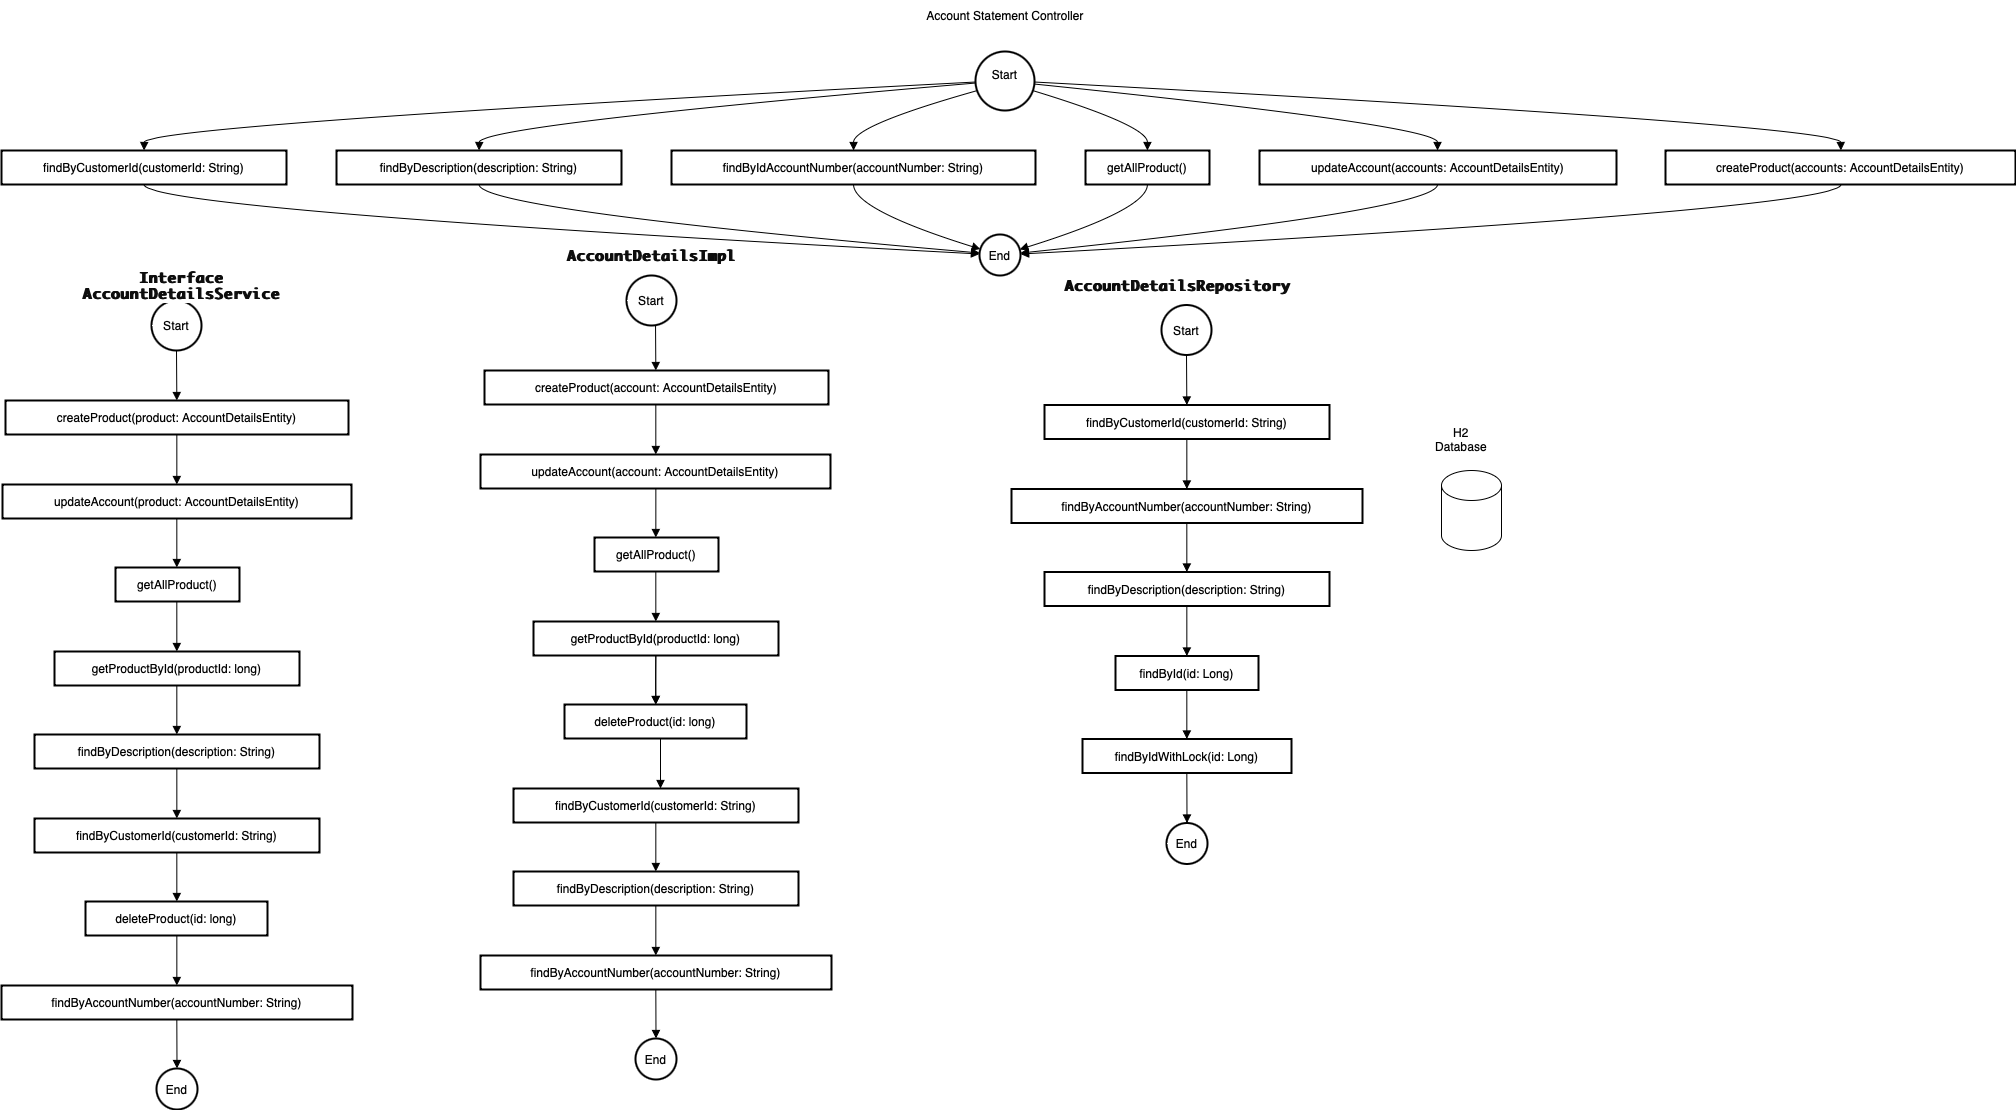 Account Statement Controller
Start
findByCustomerId(customerId: String)
findByDescription(description: String)
findByIdAccountNumber(accountNumber: String)
getAllProduct()
updateAccount(accounts: AccountDetailsEntity)
createProduct(accounts: AccountDetailsEntity)
End
Interface
AccountDetailsService
Start
createProduct(product: AccountDetailsEntity)
updateAccount(product: AccountDetailsEntity)
getAllProduct()
getProductById(productId: long)
findByDescription(description: String)
findByCustomerId(customerId: String)
deleteProduct(id: long)
findByAccountNumber(accountNumber: String)
End
AccountDetailsImpl
Start
createProduct(account: AccountDetailsEntity)
updateAccount(account: AccountDetailsEntity)
getAllProduct()
getProductById(productId: long)
deleteProduct(id: long)
findByCustomerId(customerId: String)
findByDescription(description: String)
findByAccountNumber(accountNumber: String)
End
AccountDetailsRepository
Start
findByCustomerId(customerId: String)
findByAccountNumber(accountNumber: String)
findByDescription(description: String)
findById(id: Long)
findByIdWithLock(id: Long)
End
H2
Database